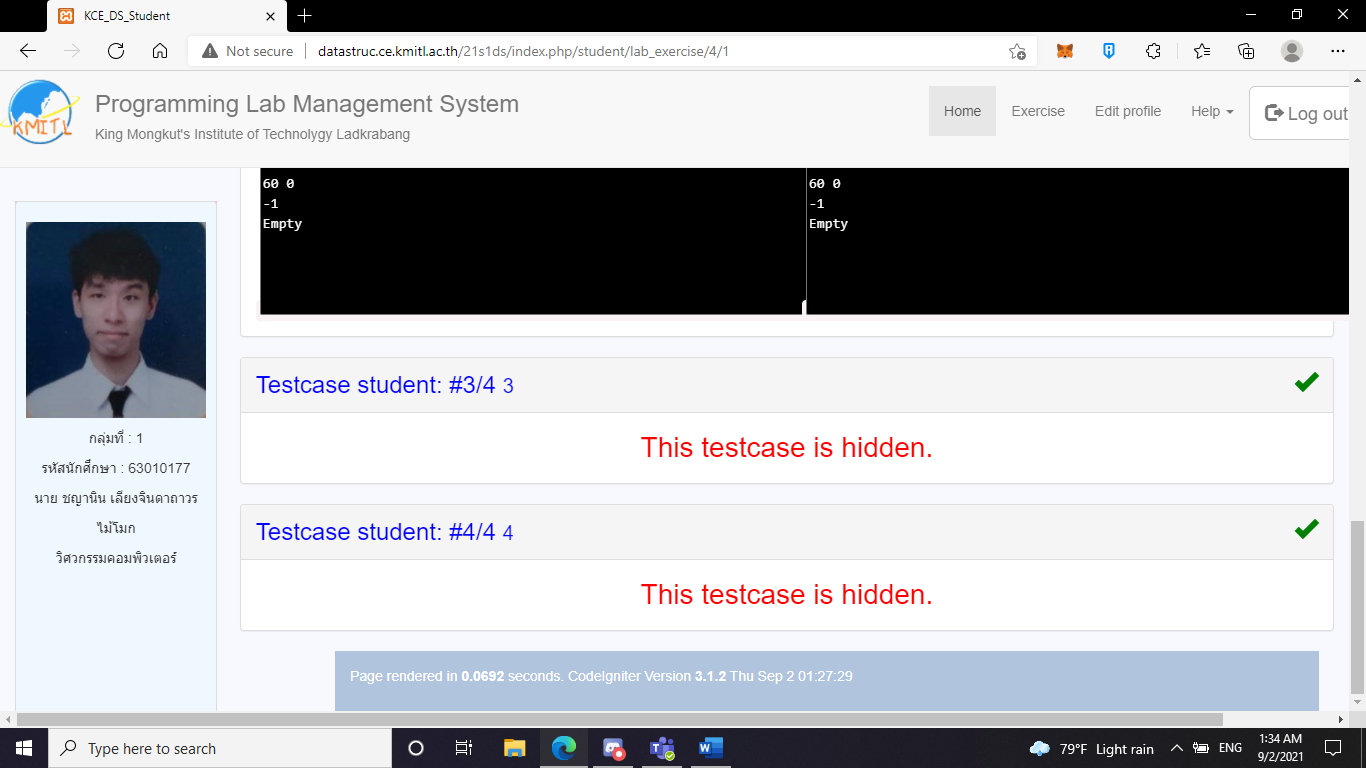 KCE_DS_Student
Not secure
datastruc.ce.kmitl.ac.th/21s1ds/index.php/student/lab_exercise/4/1
KMITL
Programming Lab Management System
King Mongkut's Institute of Technolygy Ladkrabang
Home
Exercise
Edit profile
Help
Log out
60 0
-1
Empty
60 0
-1
Empty
กลุ่มที่ : 1
รหัสนักศึกษา : 63010177
นาย ชญานิน เลียงจินดาถาวร
ไม้โมก
วิศวกรรมคอมพิวเตอร์
Testcase student: #3/4 3
This testcase is hidden.
Testcase student: #4/4 4
This testcase is hidden.
Page rendered in 0.0692 seconds. CodeIgniter Version 3.1.2 Thu Sep 2 01:27:29
Type here to search
79°F Light rain
ENG
1:34 AM
9/2/2021